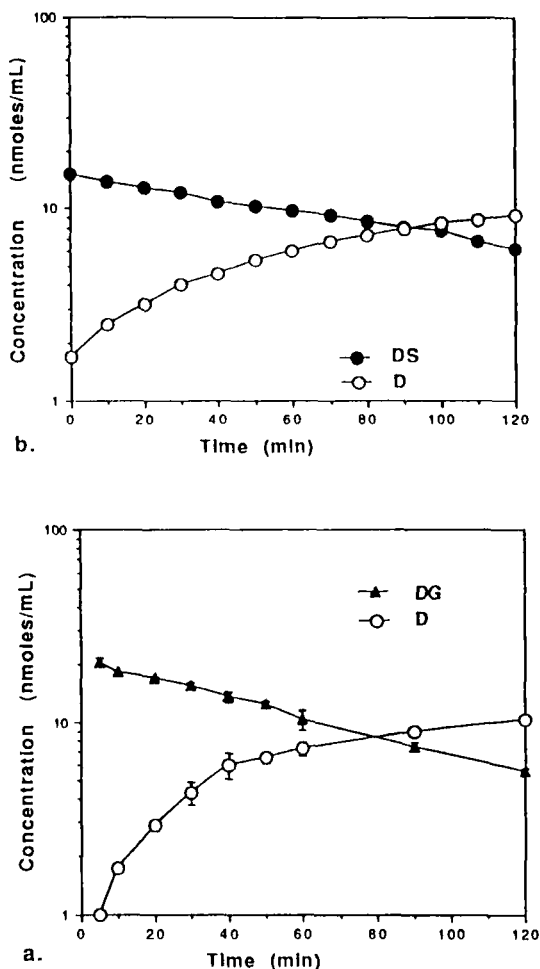 100
10
1
Concentration (nmoles/mL)
DS
D
0 20 40 60 80 100 120
Time (min)
b.
100
10
1
Concentration (nmoles/mL)
DG
D
0 20 40 60 80 100 120
Time (min)
a.